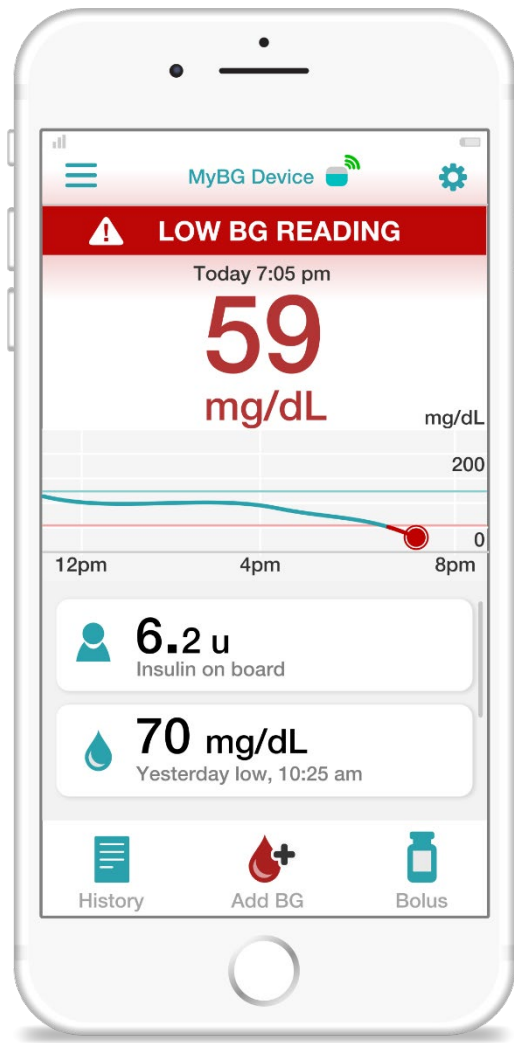 MyBG Device
LOW BG READING
Today 7:05 pm
59
mg/dL
mg/dL
200
0
12pm 4pm 8pm
6.2 u
Insulin on board
70 mg/dL
Yesterday low, 10:25 am
History Add BG Bolus